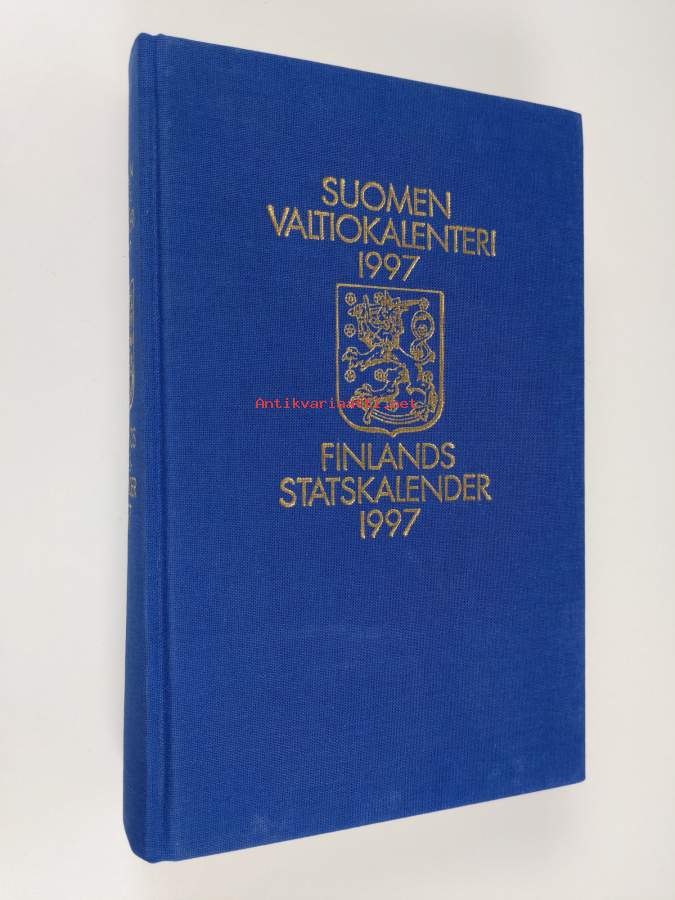 SUOMEN
VALTIOKALENTERI
1997
Antikvariaatti.net
FINLANDS
STATSKALENDER
1997